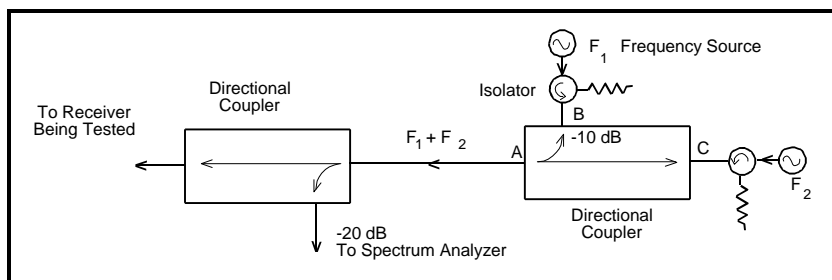 F1 Frequency Source
Directional
Coupler
Isolator
To Receiver
Being Tested
B
F1 + F2
A
-10 dB
C
F2
Directional
Coupler
-20 dB
To Spectrum Analyzer